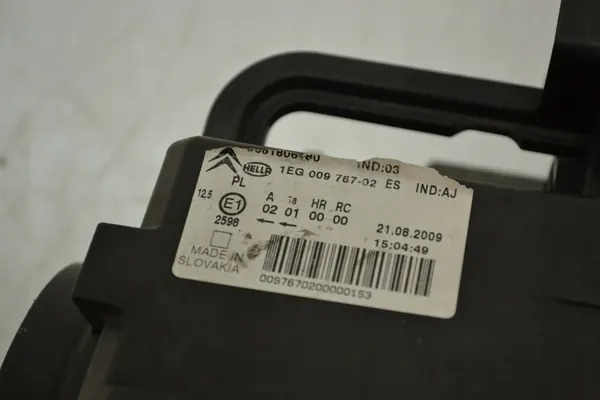 IND:03
HELLA 1EG 009 767-02 ES IND:AJ
PL
12,5 E1 A 1a HR RC
02 01 00 00 21.08.2009
2598 15:04:49
MADE IN
SLOVAKIA
0097670200000153